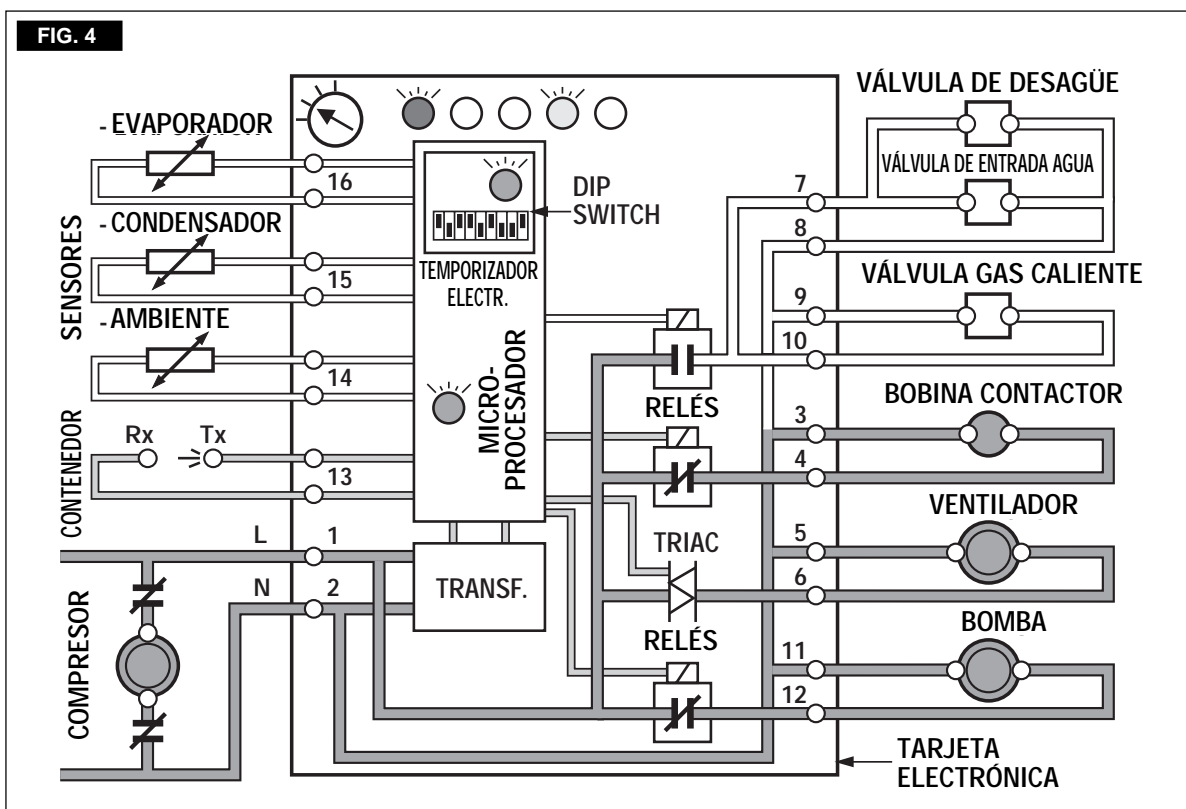 FIG. 4
- EVAPORADOR
- CONDENSADOR
- AMBIENTE
SENSORES
CONTENEDOR
Rx
Tx
COMPRESOR
L
N
16
15
14
13
1
2
DIP
SWITCH
TEMPORIZADOR
ELECTR.
MICRO-
PROCESADOR
TRANSF.
RELÉS
TRIAC
RELÉS
7
8
9
10
3
4
5
6
11
12
VÁLVULA DE DESAGÜE
VÁLVULA DE ENTRADA AGUA
VÁLVULA GAS CALIENTE
BOBINA CONTACTOR
VENTILADOR
BOMBA
TARJETA
ELECTRÓNICA